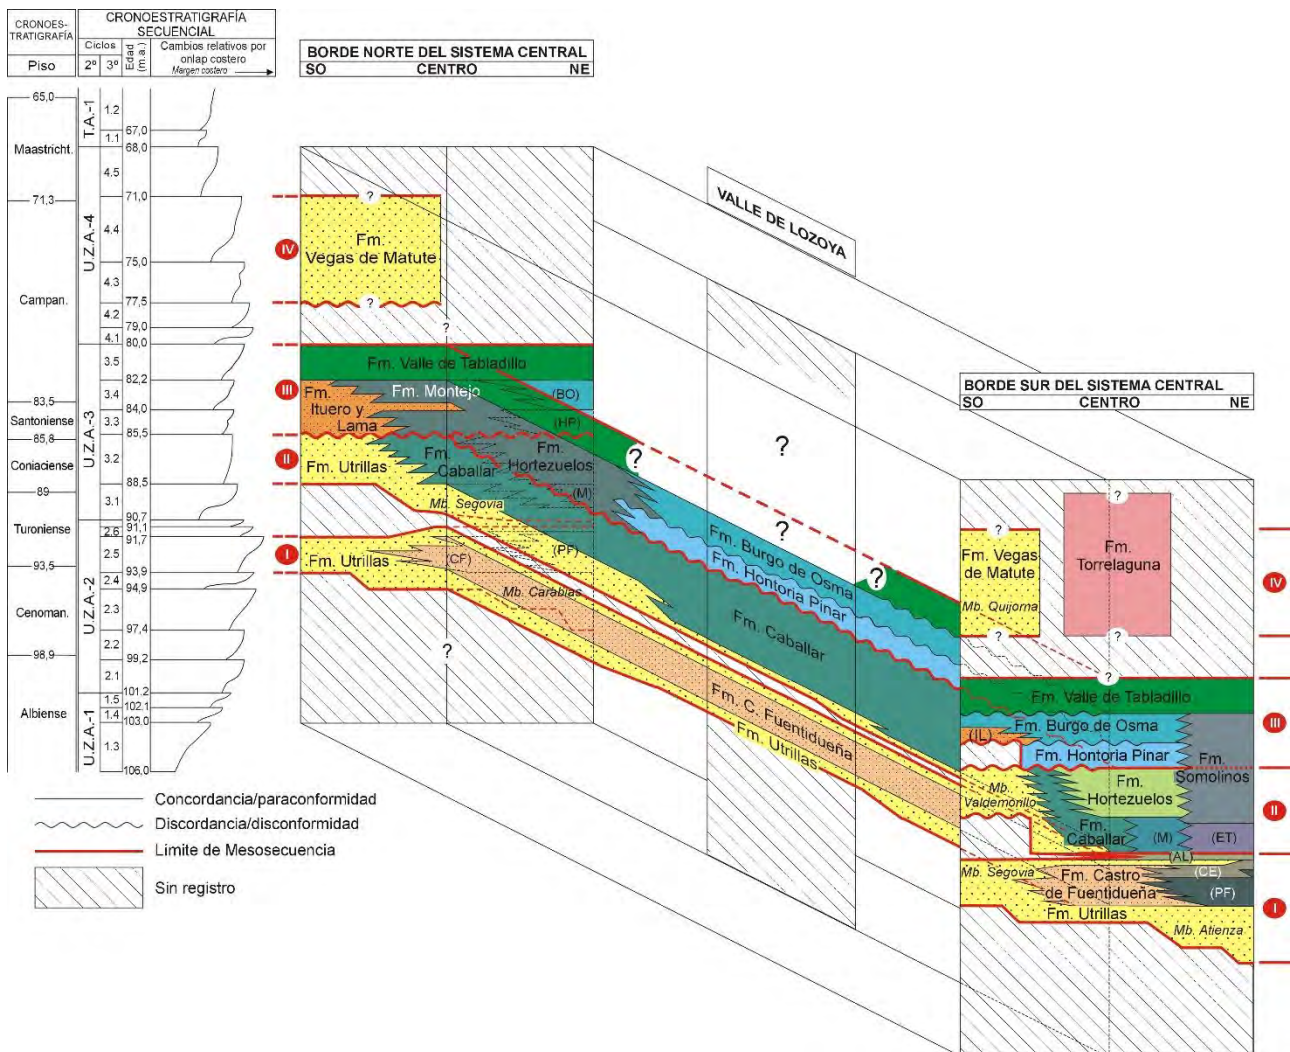 CRONOES-
TRATIGRAFÍA
Piso
CRONOESTRATIGRAFÍA
SECUENCIAL
Ciclos
2º
3º
Edad
(m.a.)
Cambios relativos por
onlap costero
Margen costero
65,0
Maastricht.
71,3
Campan.
83,5
Santoniense
85,8
Coniaciense
89
Turoniense
93,5
Cenoman.
98,9
Albiense
T.A.-1
U.Z.A.-4
U.Z.A.-3
U.Z.A.-2
U.Z.A.-1
1.2
1.1
4.5
4.4
4.3
4.2
4.1
3.5
3.4
3.3
3.2
3.1
2.6
2.5
2.4
2.3
2.2
2.1
1.5
1.4
1.3
67,0
68,0
71,0
75,0
77,5
79,0
80,0
82,2
84,0
85,5
88,5
90,7
91,1
91,7
93,9
94,9
97,4
99,2
101.2
102.1
103.0
106,0
BORDE NORTE DEL SISTEMA CENTRAL
SO CENTRO NE
?
IV
Fm.
Vegas de Matute
?
?
Fm. Valle de Tabladillo
III
Fm.
Ituero y
Lama
Fm. Montejo
(BO)
(HP)
II
Fm. Utrillas
Fm.
Caballar
Fm.
Hortezuelos
(M)
Mb. Segovia
I
Fm. Utrillas
(CF)
(PF)
Mb. Carabias
?
VALLE DE LOZOYA
?
?
?
?
Fm. Burgo de Osma
Fm. Hontoria Pinar
Fm. Caballar
Fm. C. Fuentidueña
Fm. Utrillas
BORDE SUR DEL SISTEMA CENTRAL
SO CENTRO NE
?
?
Fm. Vegas
de Matute
Mb. Quijorna
?
Fm.
Torrelaguna
?
IV
?
Fm. Valle de Tabladillo
Fm. Burgo de Osma
(IL)
Fm. Hontoria Pinar
Fm.
Somolinos
III
Mb.
Valdemorillo
Fm.
Hortezuelos
Fm.
Caballar
(M)
(ET)
II
(AL)
Mb. Segovia
Fm. Castro
de Fuentidueña
(CE)
(PF)
Fm. Utrillas
Mb. Atienza
I
Concordancia/paraconformidad
Discordancia/disconformidad
Límite de Mesosecuencia
Sin registro